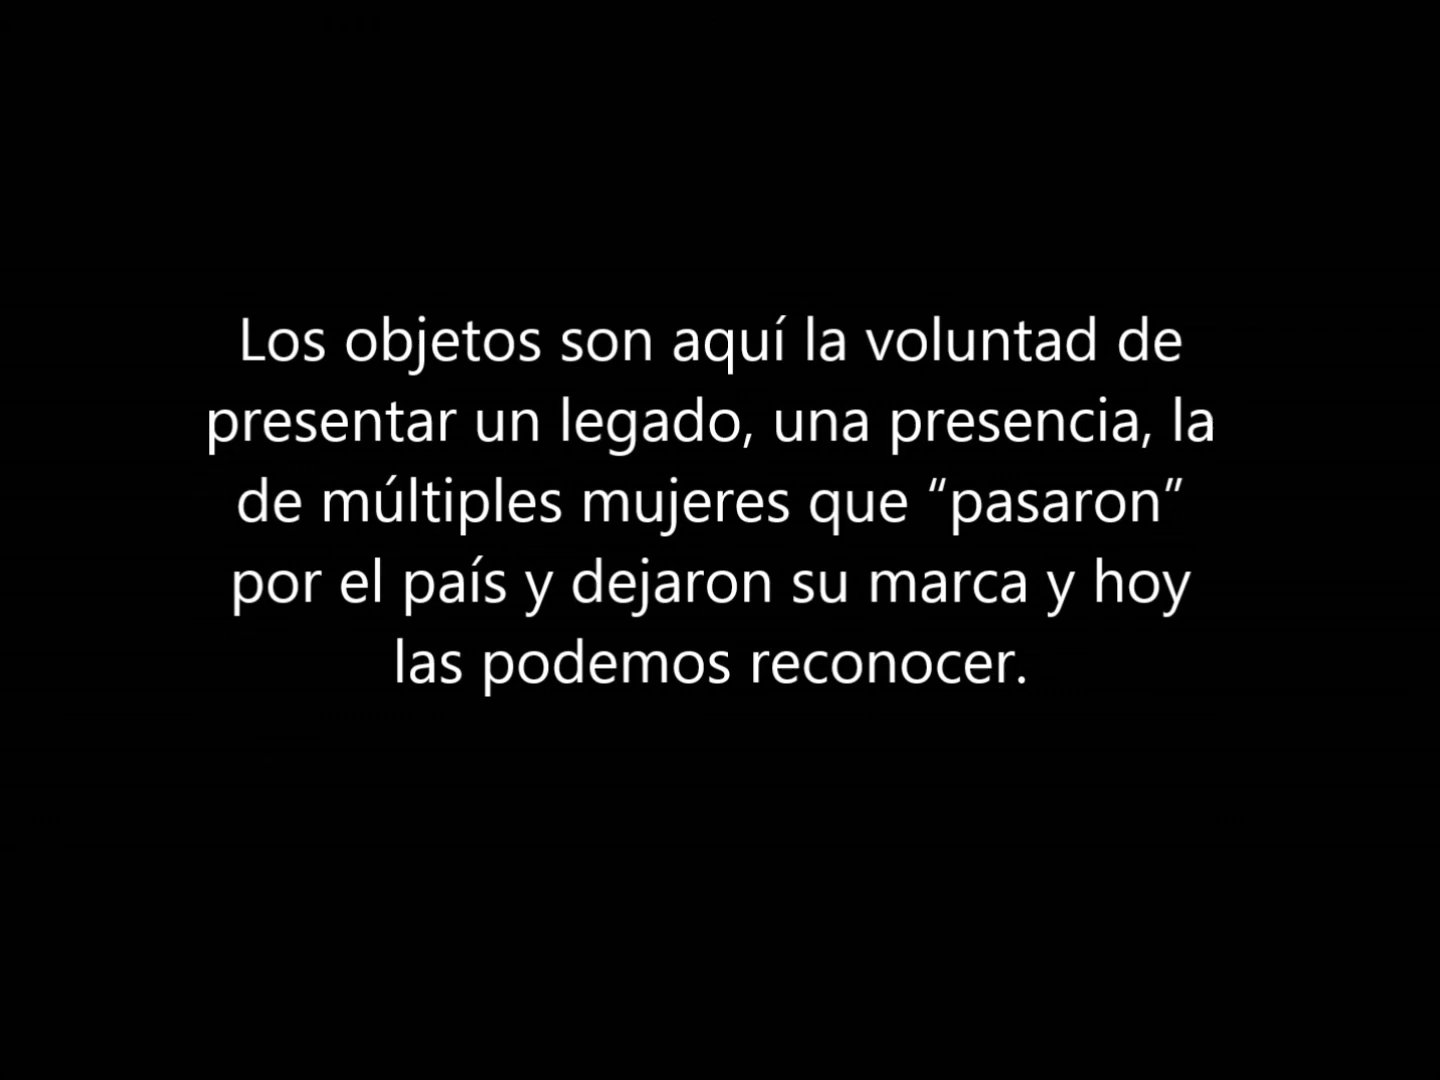 Los objetos son aquí la voluntad de
presentar un legado, una presencia, la
de múltiples mujeres que “pasaron”
por el país y dejaron su marca y hoy
las podemos reconocer.